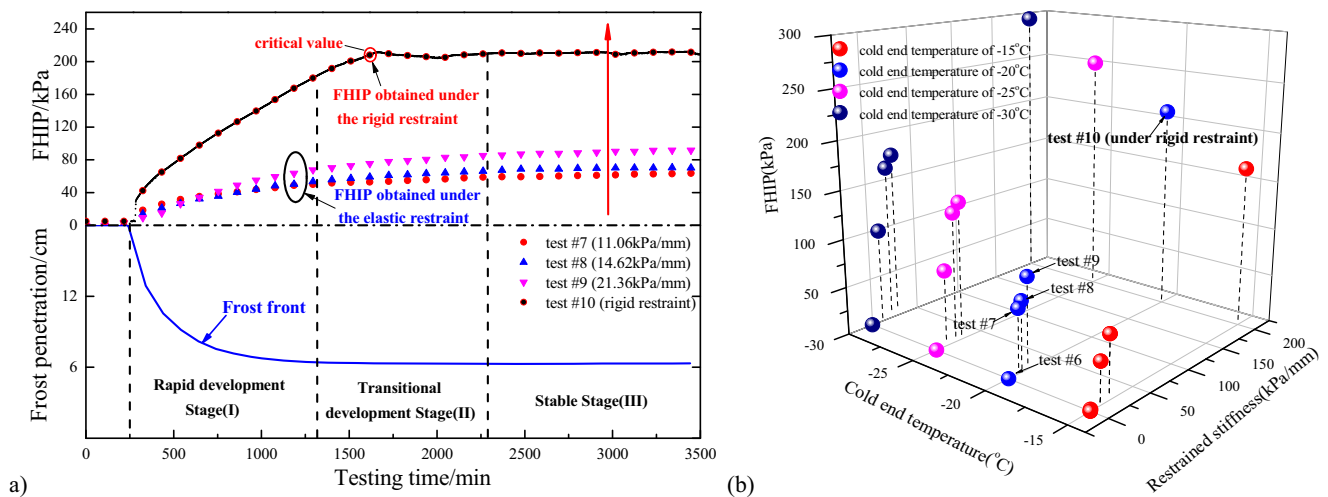 240
200
160
120
80
40
0
12
6
FHIP/kPa
Frost penetration/cm
critical value
FHIP obtained under
the rigid restraint
FHIP obtained under
the elastic restraint
test #7 (11.06kPa/mm)
test #8 (14.62kPa/mm)
test #9 (21.36kPa/mm)
test #10 (rigid restraint)
Frost front
Rapid development
Stage(I)
Transitional
development Stage(II)
Stable Stage(III)
0 500 1000 1500 2000 2500 3000 3500
Testing time/min
a)
300
250
200
150
100
50
FHIP(kPa)
cold end temperature of -15°C
cold end temperature of -20°C
cold end temperature of -25°C
cold end temperature of -30°C
test #10 (under rigid restraint)
test #9
test #8
test #7
test #6
-30
-25
-20
-15
Cold end temperature(°C)
0
50
100
150
200
Restrained stiffness(kPa/mm)
(b)